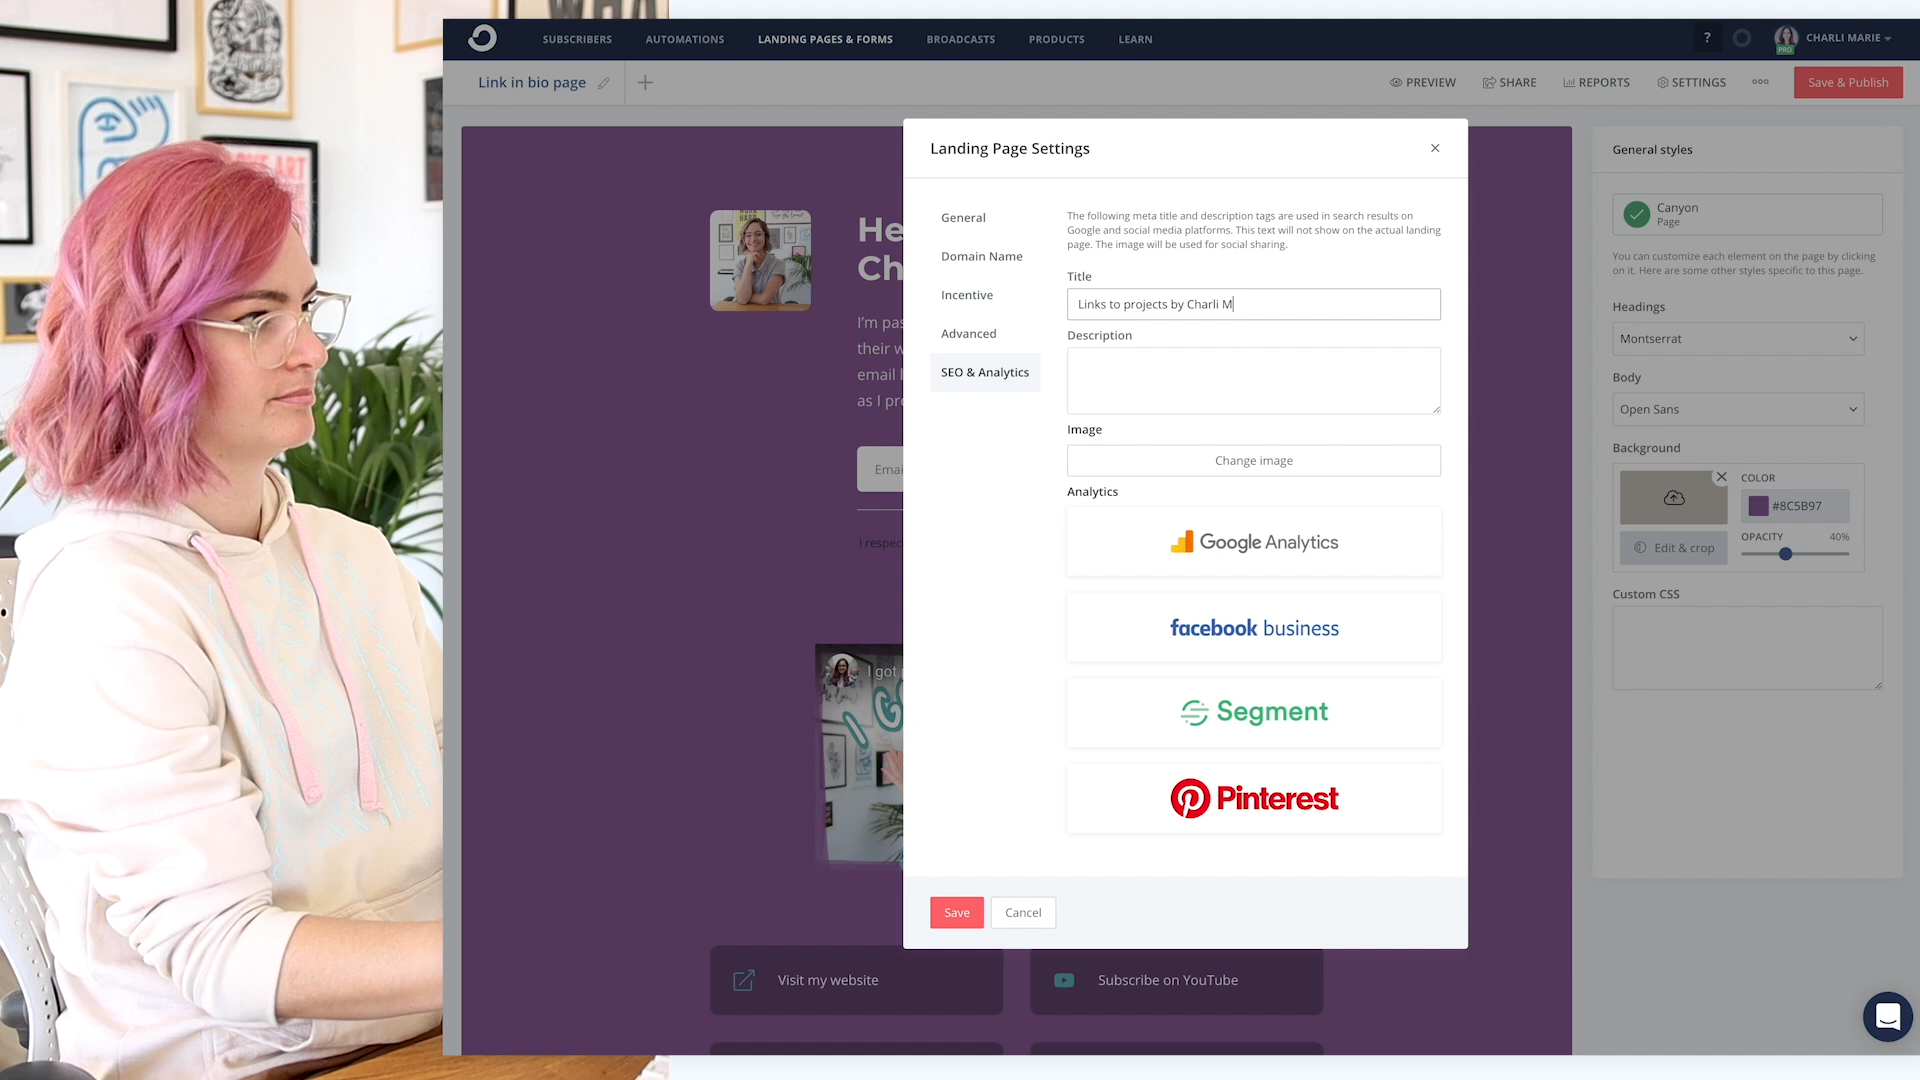 SUBSCRIBERS
AUTOMATIONS
LANDING PAGES & FORMS
BROADCASTS
PRODUCTS
LEARN
?
PRO
CHARLI MARIE
Link in bio page
PREVIEW
SHARE
REPORTS
SETTINGS
Save & Publish
Landing Page Settings
General
Domain Name
Incentive
Advanced
SEO & Analytics
The following meta title and description tags are used in search results on
Google and social media platforms. This text will not show on the actual landing
page. The image will be used for social sharing.
Title
Links to projects by Charli M
Description
Image
Change image
Analytics
Google Analytics
facebook business
Segment
Pinterest
Save
Cancel
He
Ch
I'm pas
their w
email l
as I pr
Emai
I respec
I got
Visit my website
Subscribe on YouTube
General styles
Canyon
Page
You can customize each element on the page by clicking
on it. Here are some other styles specific to this page.
Headings
Montserrat
Body
Open Sans
Background
COLOR
#8C5B97
Edit & crop
OPACITY 40%
Custom CSS